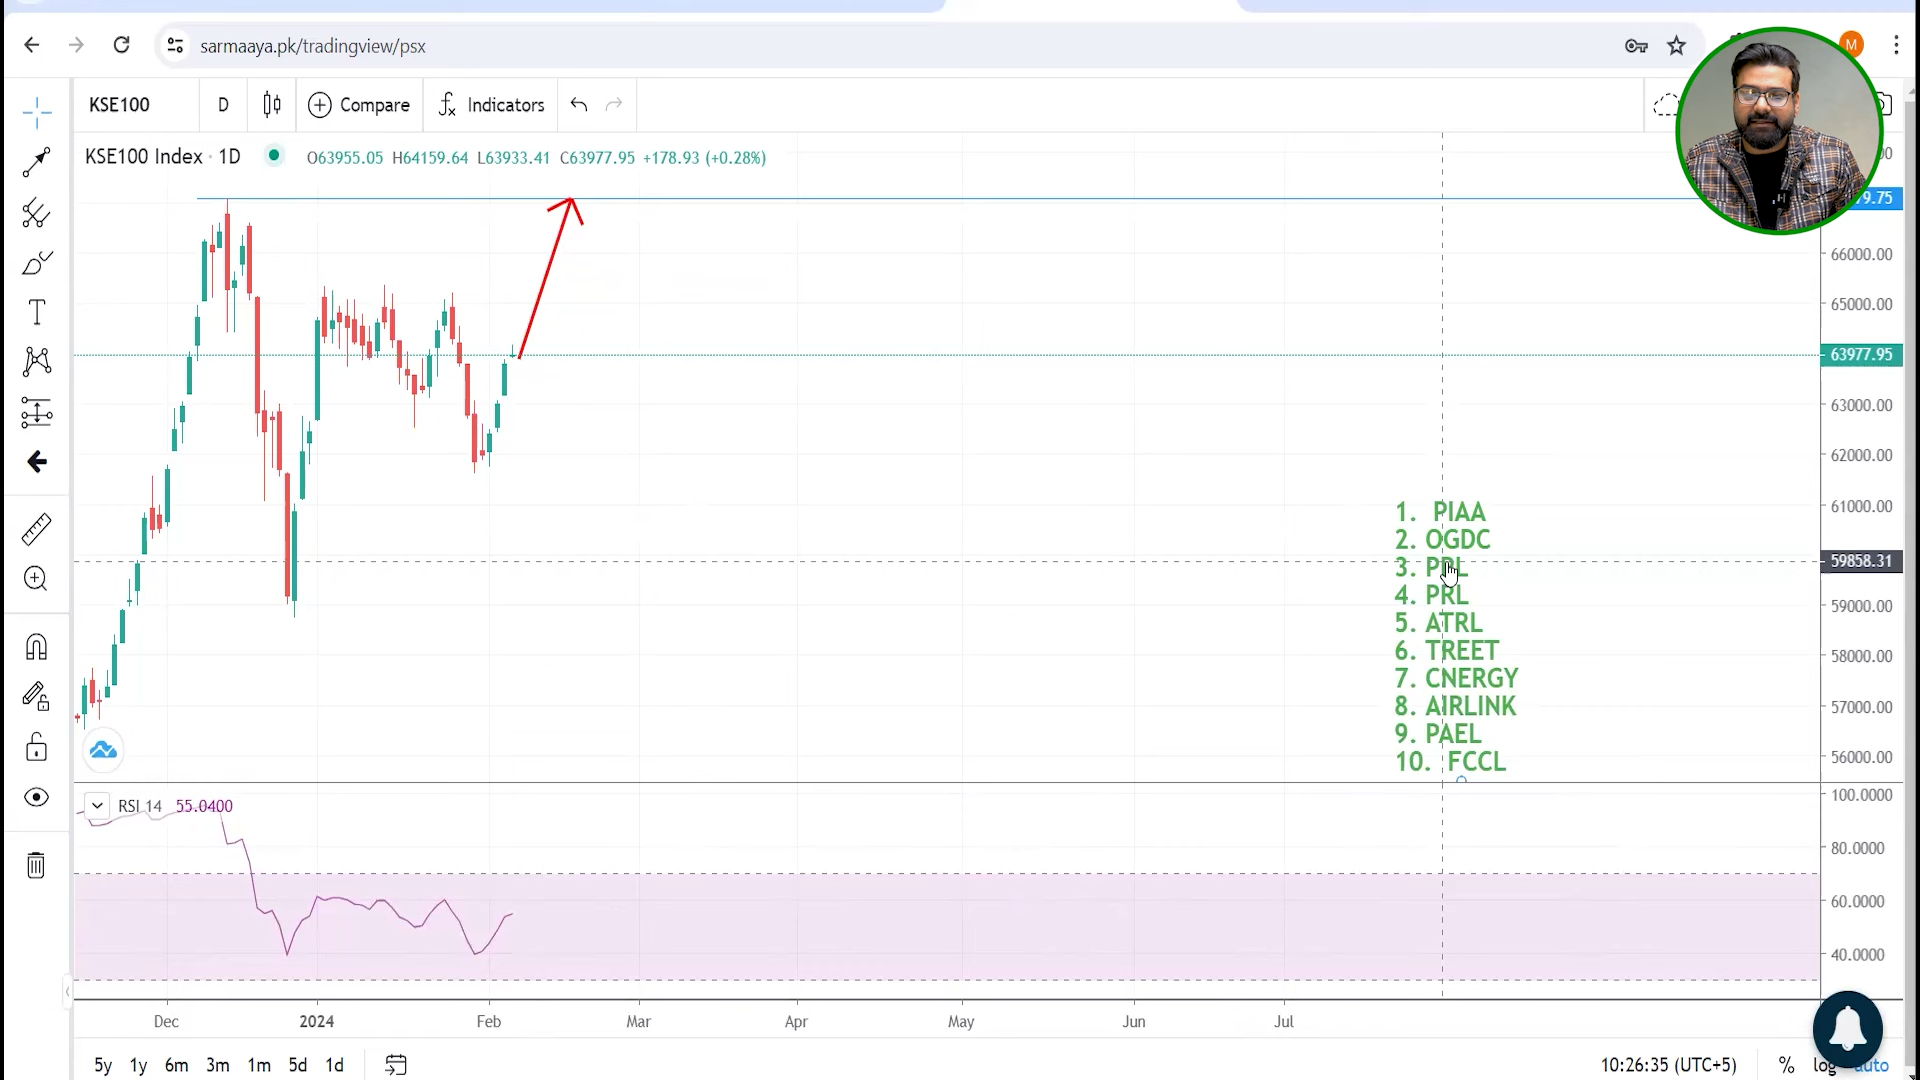 sarmaaya.pk/tradingview/psx
M
KSE100 D Compare Indicators
KSE100 Index · 1D O63955.05 H64159.64 L63933.41 C63977.95 +178.93 (+0.28%)
66000.00
65000.00
63977.95
63000.00
62000.00
61000.00
59858.31
59000.00
58000.00
57000.00
56000.00
1. PIAA
2. OGDC
3.
4. PRL
5. ATRL
6. TREET
7. CNERGY
8. AIRLINK
9. PAEL
10. FCCL
RSI 14 55.0400
100.0000
80.0000
60.0000
40.0000
Dec 2024 Feb Mar Apr May Jun Jul
5y 1y 6m 3m 1m 5d 1d
10:26:35 (UTC+5) % log auto